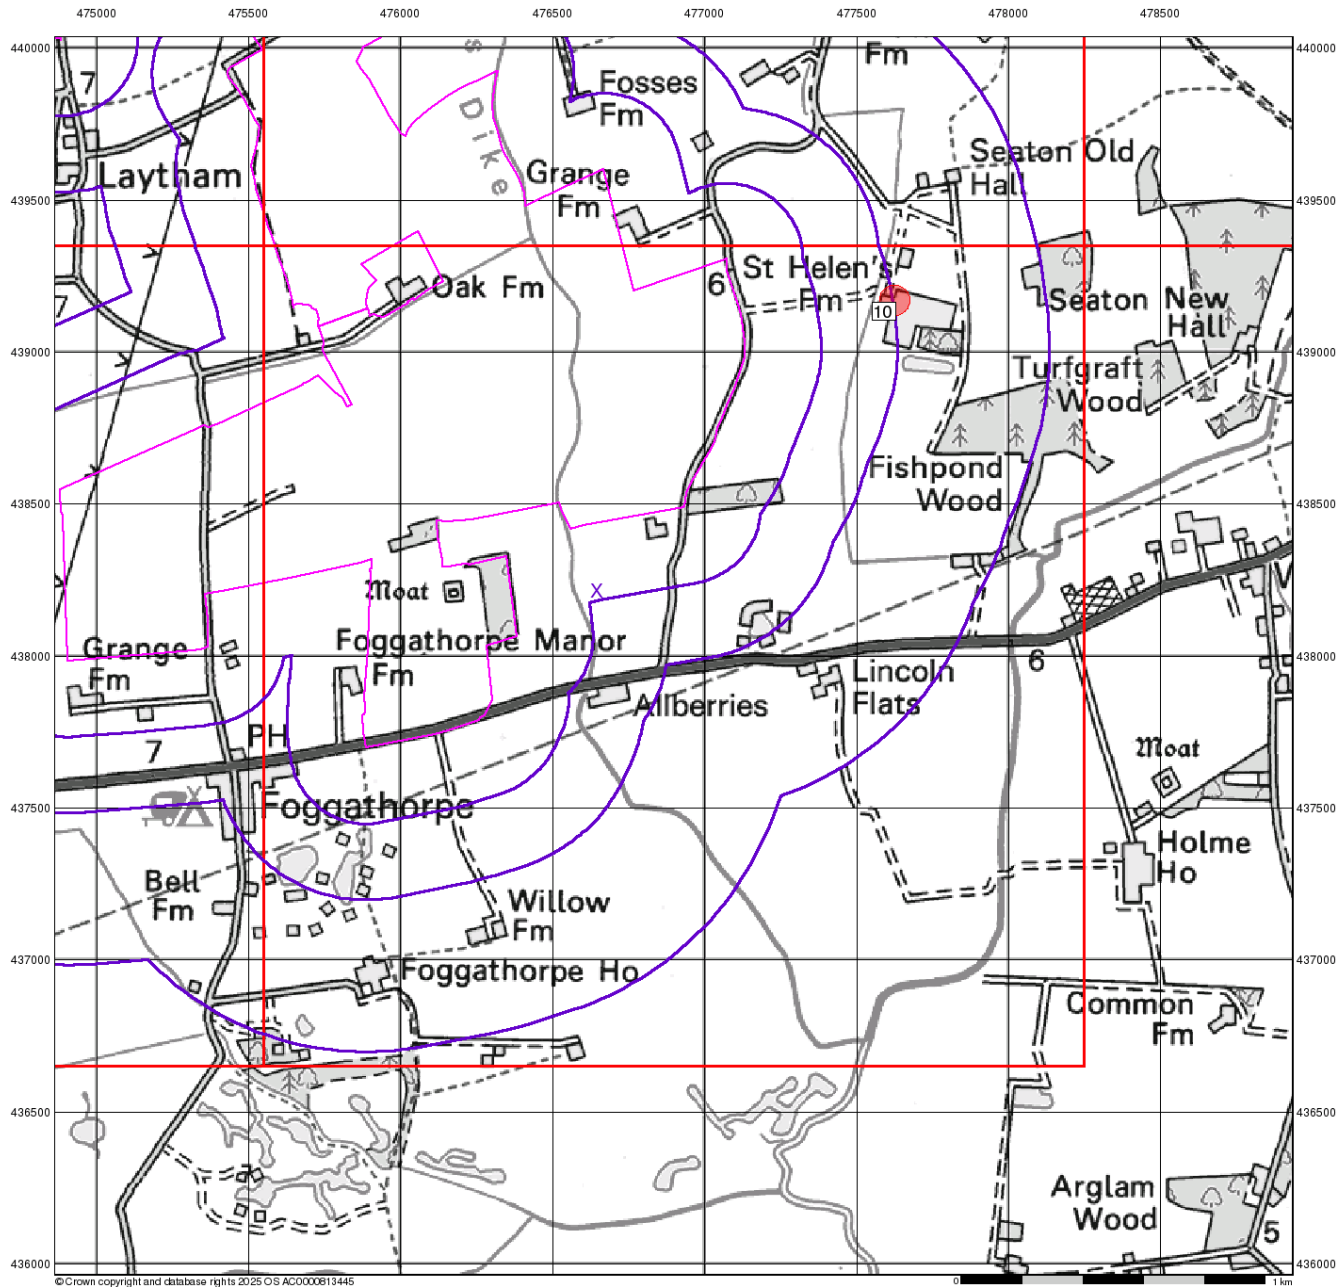 475000 475500 476000 476500 477000 477500 478000 478500
440000 440000
Fm
7
Fosses
Fm
s
Dike
Seaton Old
Hall
Laytham
Grange
Fm
439500 439500
St Helen's
Fm
6
Oak Fm
7
10
Seaton New
Hall
439000 439000
Turfgraft
Wood
Fishpond
Wood
438500 438500
X
Moat
Foggathorpe Manor
Fm
Grange
Fm
438000 438000
6
Lincoln
Flats
Allberries
PH
7
Moat
Foggathorpe
437500 437500
Holme
Ho
Bell
Fm
Willow
Fm
437000 437000
Foggathorpe Ho
Common
Fm
436500 436500
Arglam
Wood
5
436000 436000
© Crown copyright and database rights 2025 OS AC0000813445
0 1 km